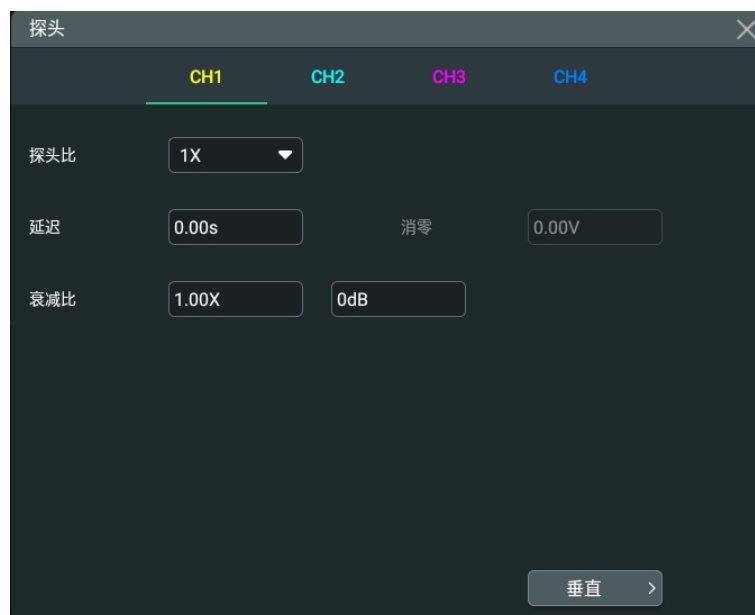 探头
CH1 CH2 CH3 CH4
探头比 1X
延迟 0.00s 消零 0.00V
衰减比 1.00X 0dB
垂直